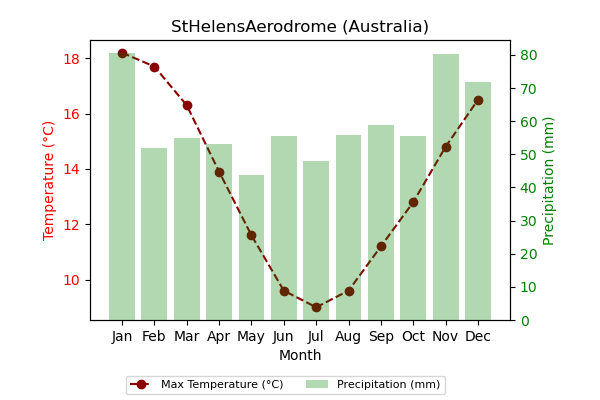 StHelensAerodrome (Australia)
18
16
14
12
10
Temperature (°C)
80
70
60
50
40
30
20
10
0
Precipitation (mm)
Jan Feb Mar Apr May Jun Jul Aug Sep Oct Nov Dec
Month
Max Temperature (°C) Precipitation (mm)